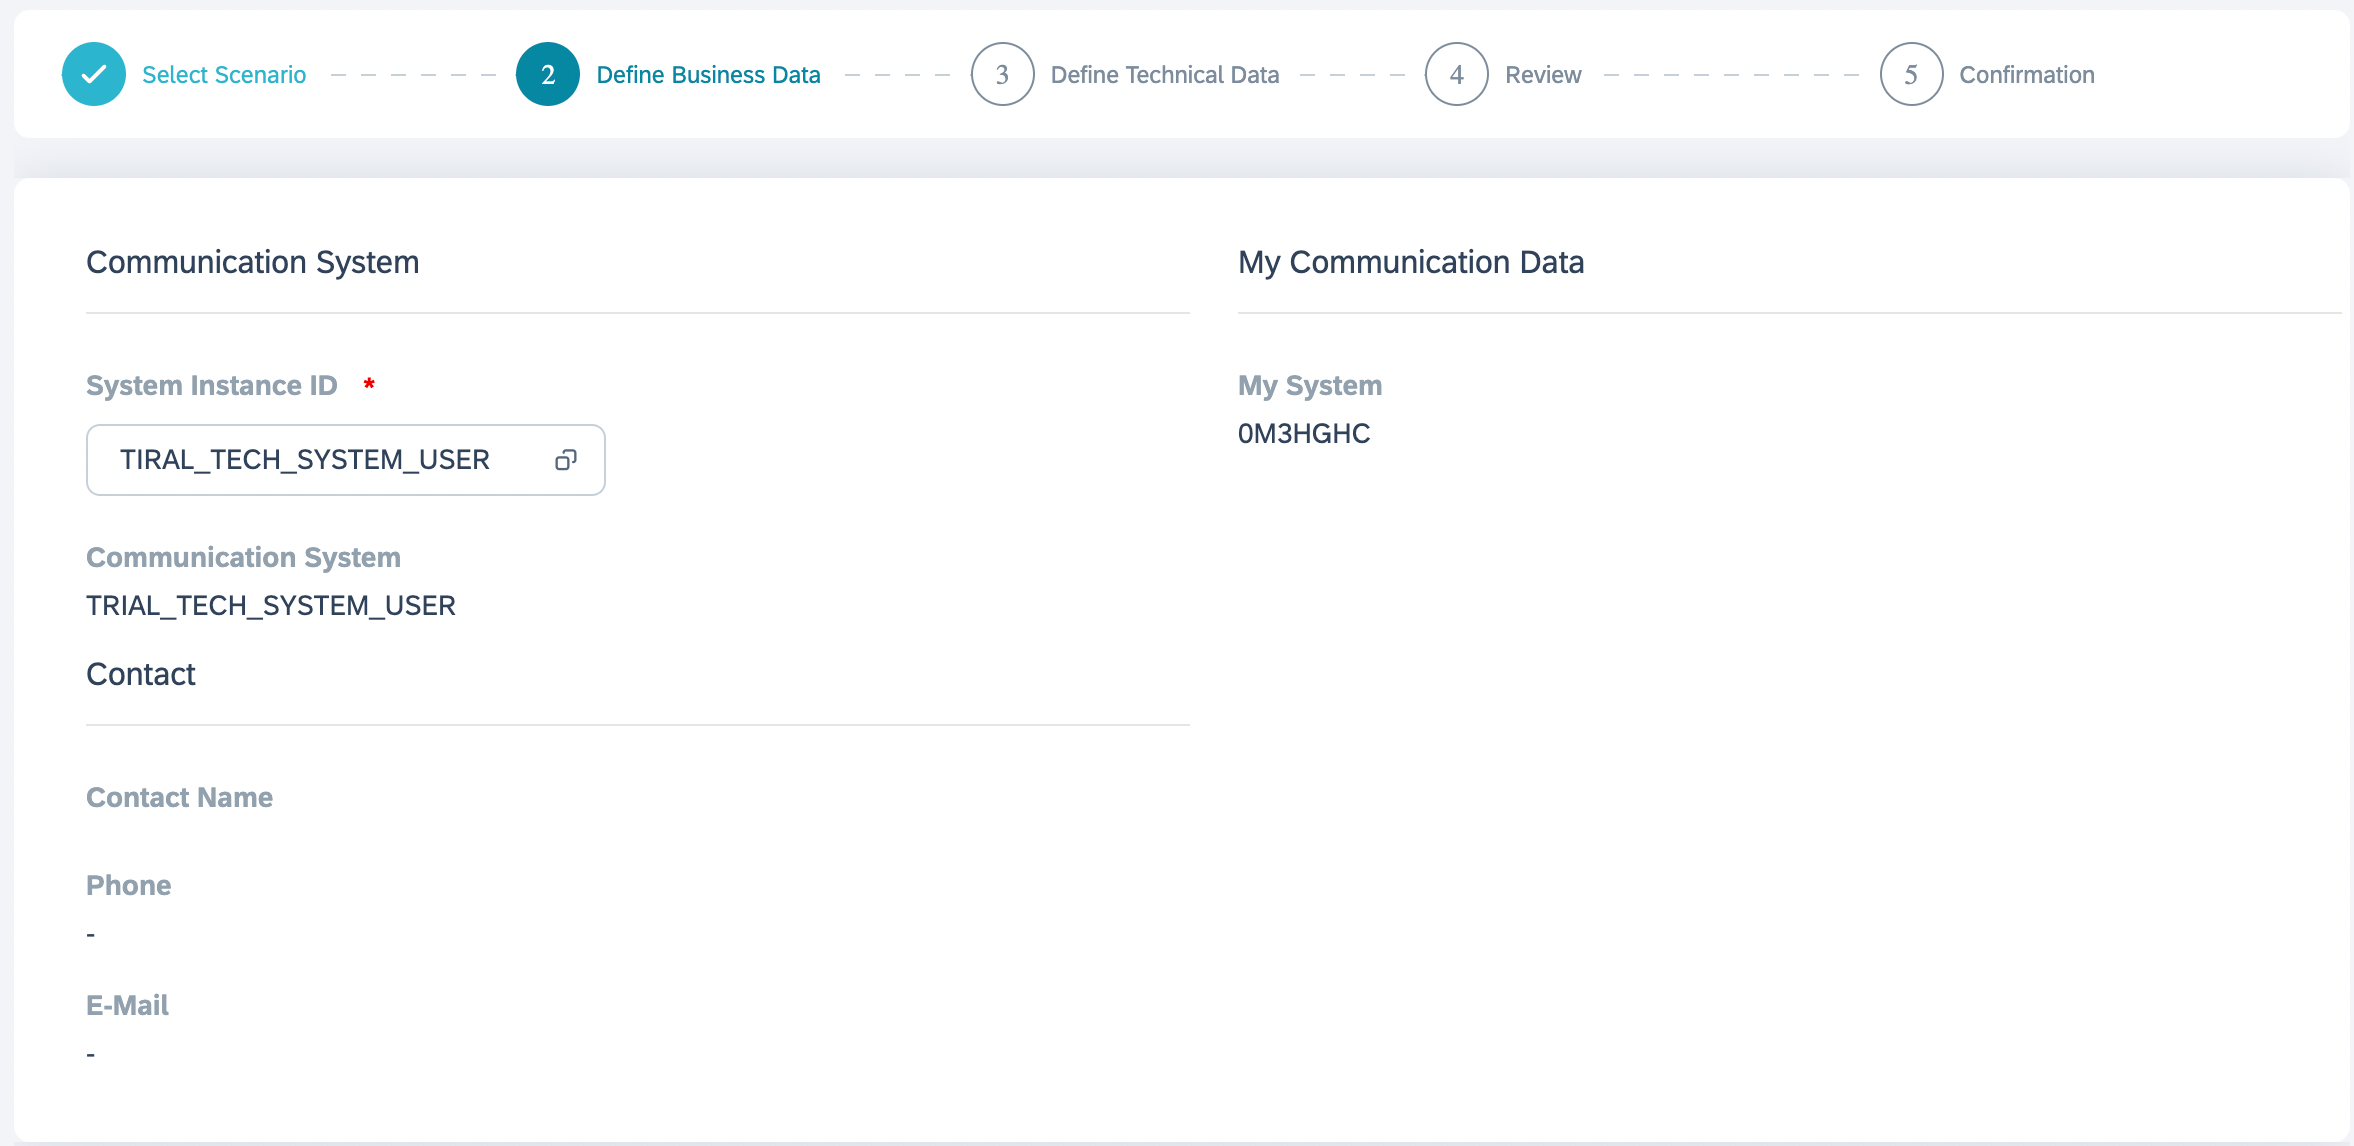 Select Scenario
2 Define Business Data
3 Define Technical Data
4 Review
5 Confirmation
Communication System
System Instance ID *
TIRAL_TECH_SYSTEM_USER
Communication System
TRIAL_TECH_SYSTEM_USER
Contact
Contact Name
Phone
-
E-Mail
-
My Communication Data
My System
0M3HGHC